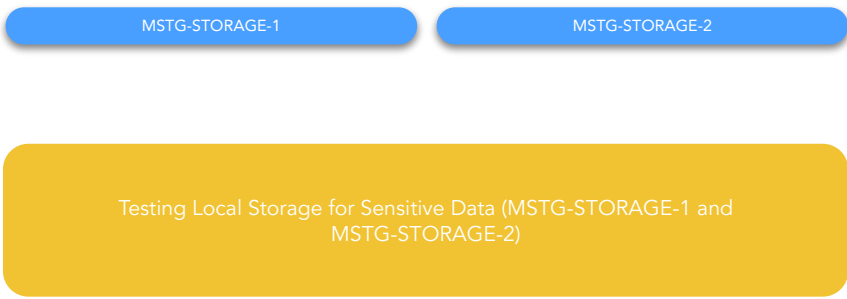 MSTG-STORAGE-1
MSTG-STORAGE-2
Testing Local Storage for Sensitive Data (MSTG-STORAGE-1 and
MSTG-STORAGE-2)